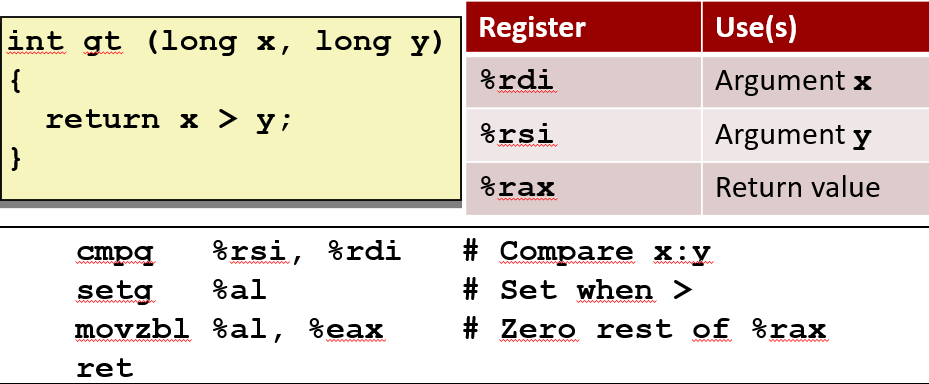 int gt (long x, long y)
{
  return x > y;
}
Register Use(s)
%rdi Argument x
%rsi Argument y
%rax Return value
cmpq %rsi, %rdi # Compare x:y
setg %al # Set when >
movzbl %al, %eax # Zero rest of %rax
ret